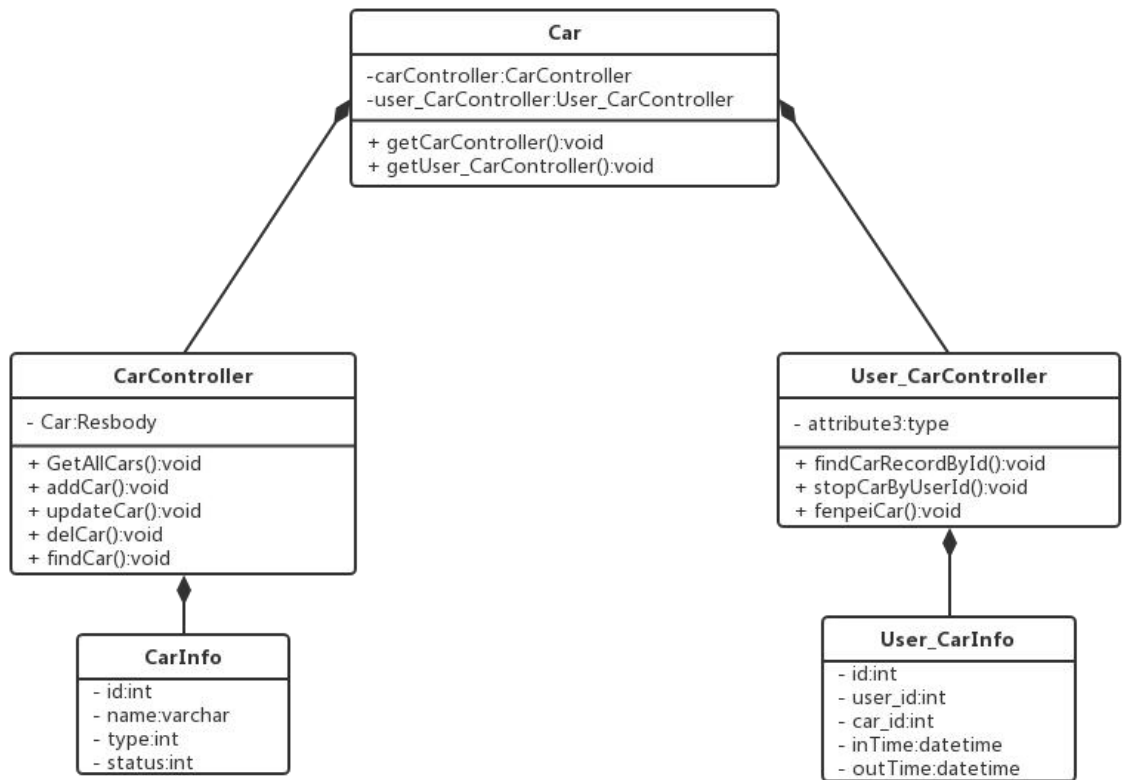 Car
-carController:CarController
-user_CarController:User_CarController
+ getCarController():void
+ getUser_CarController():void
CarController
- Car:Resbody
+ GetAllCars():void
+ addCar():void
+ updateCar():void
+ delCar():void
+ findCar():void
User_CarController
- attribute3:type
+ findCarRecordById():void
+ stopCarByUserId():void
+ fenpeiCar():void
CarInfo
- id:int
- name:varchar
- type:int
- status:int
User_CarInfo
- id:int
- user_id:int
- car_id:int
- inTime:datetime
- outTime:datetime